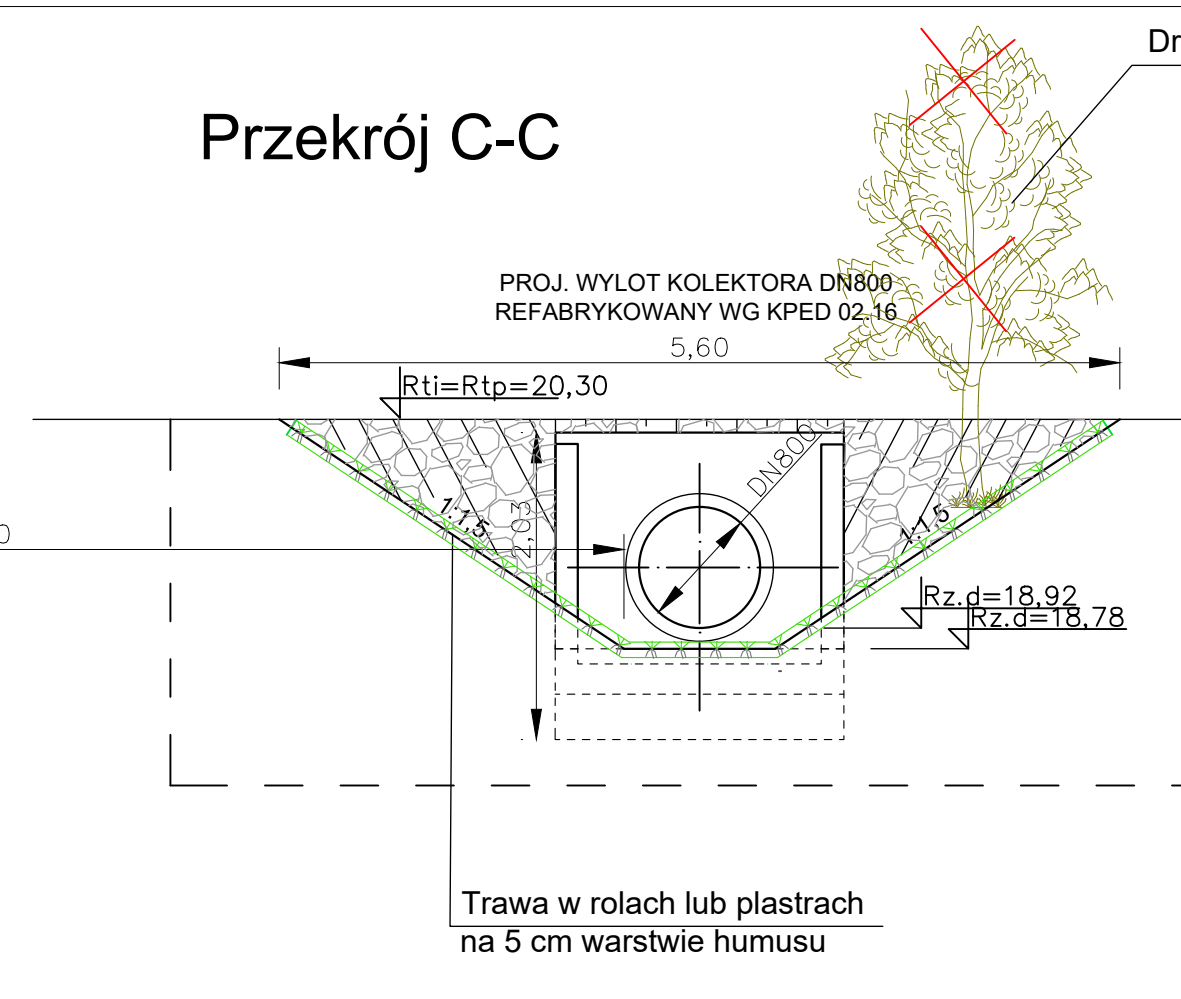 Dr
Przekrój C-C
PROJ. WYLOT KOLEKTORA DN800
REFABRYKOWANY WG KPED 02.16
5,60
Rti=Rtp=20,30
DN800
1:1,5
2,03
1:1,5
0
Rz.d=18,92
Rz.d=18,78
Trawa w rolach lub plastrach
na 5 cm warstwie humusu